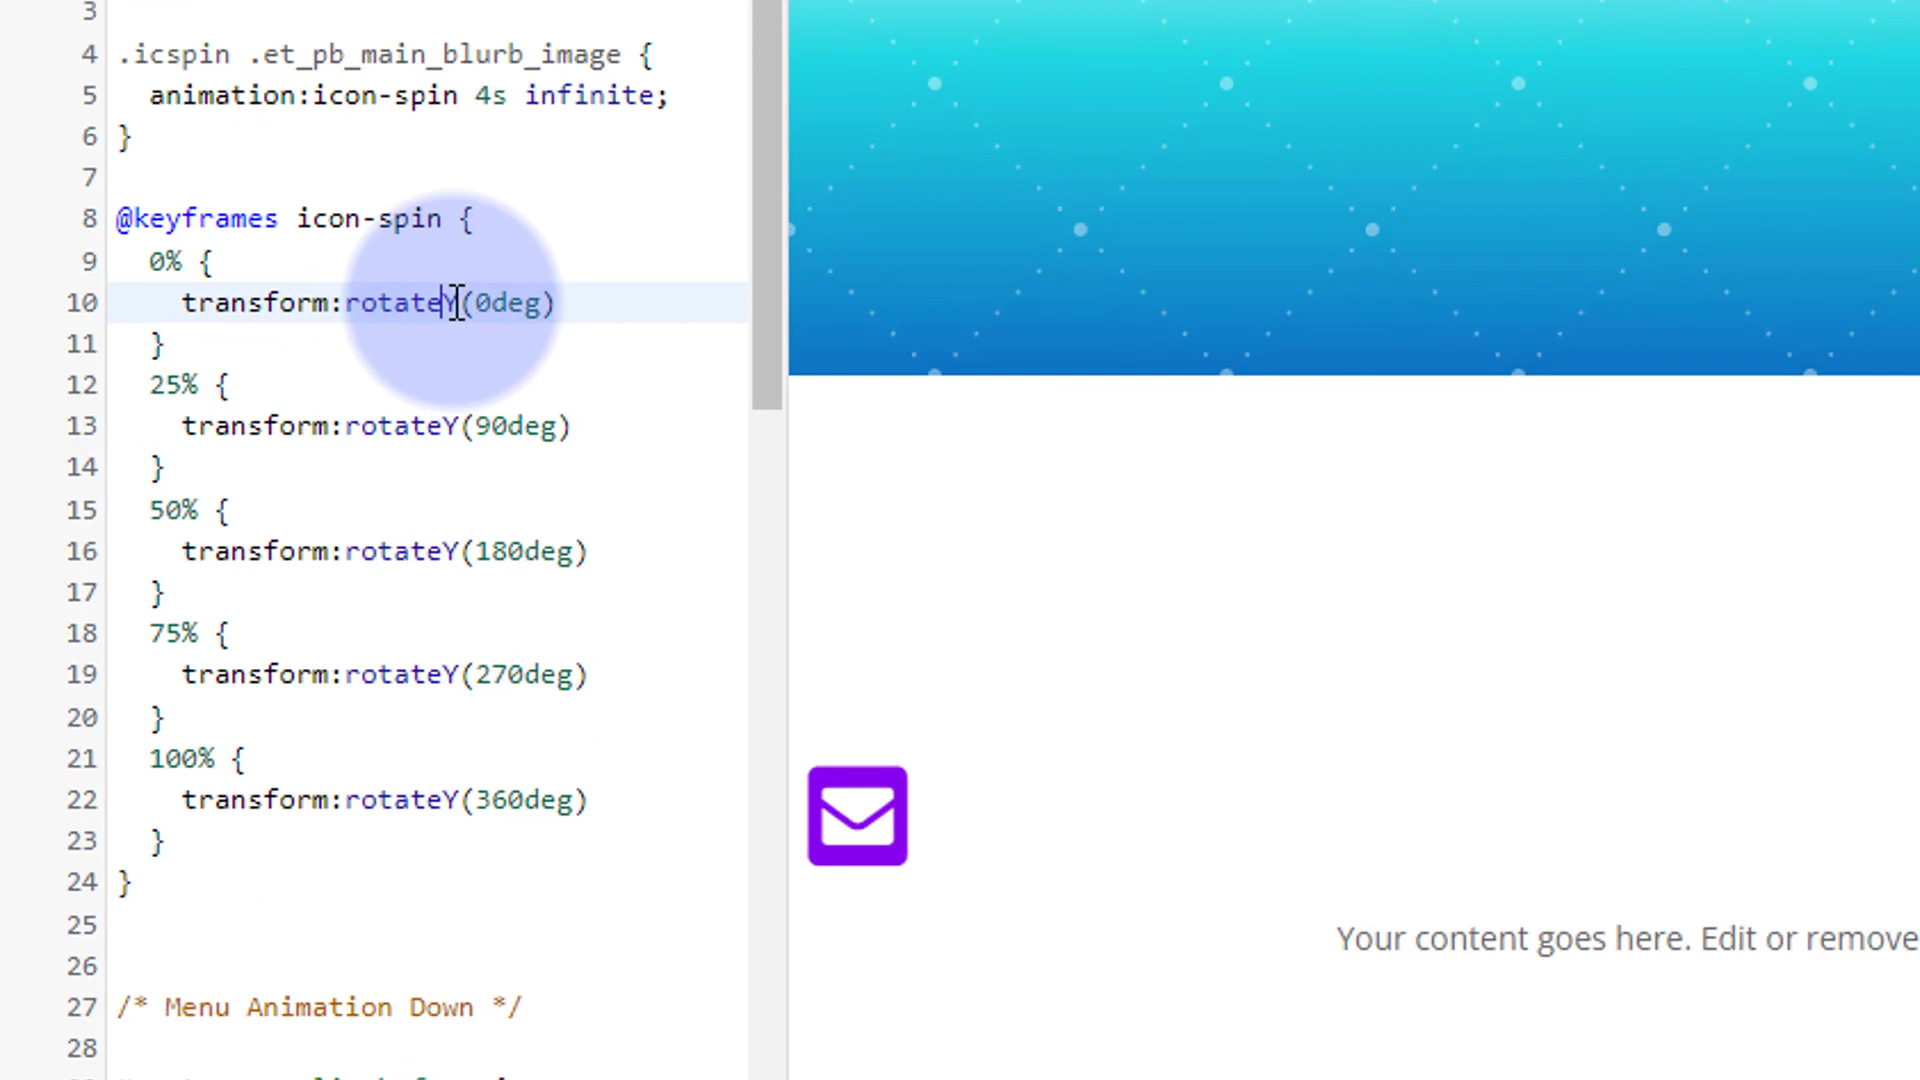 3
4 .icspin .et_pb_main_blurb_image {
5 animation:icon-spin 4s infinite;
6 }
7
8 @keyframes icon-spin {
9 0% {
10 transform:rotateY(0deg)
11 }
12 25% {
13 transform:rotateY(90deg)
14 }
15 50% {
16 transform:rotateY(180deg)
17 }
18 75% {
19 transform:rotateY(270deg)
20 }
21 100% {
22 transform:rotateY(360deg)
23 }
24 }
25
26
27 /* Menu Animation Down */
28
Your content goes here. Edit or remove